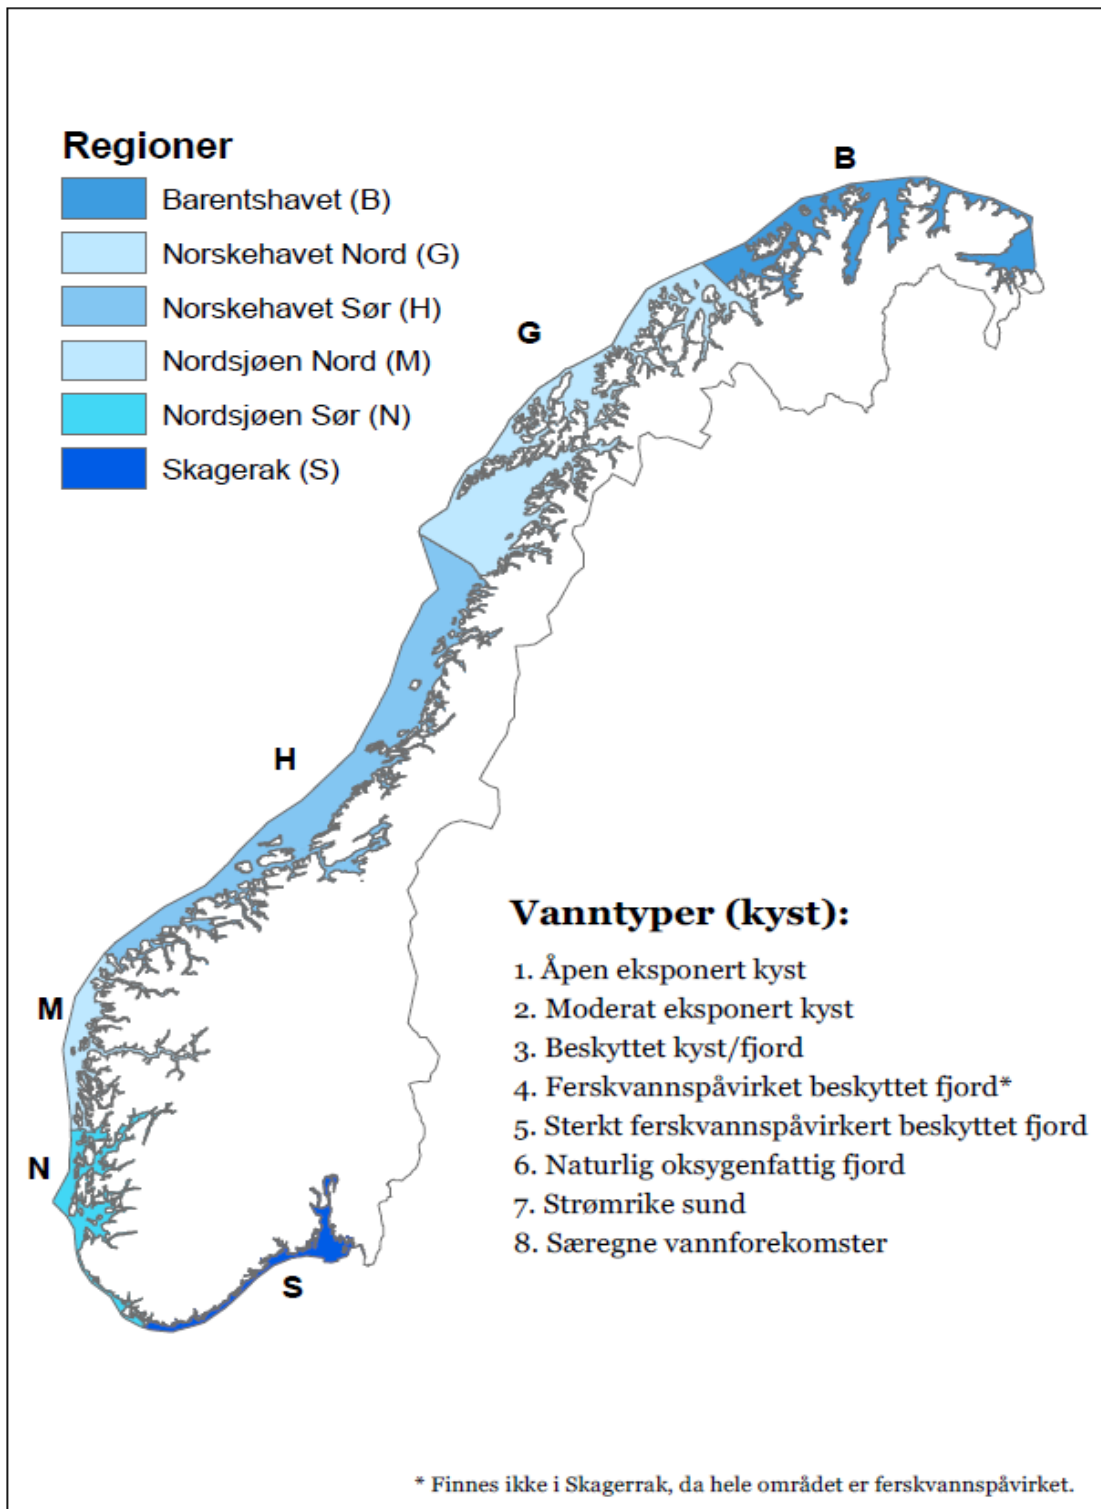 Regioner
Barentshavet (B)
Norskehavet Nord (G)
Norskehavet Sør (H)
Nordsjøen Nord (M)
Nordsjøen Sør (N)
Skagerak (S)
B
G
H
M
N
S
Vanntyper (kyst):
1. Åpen eksponert kyst
2. Moderat eksponert kyst
3. Beskyttet kyst/fjord
4. Ferskvannspåvirket beskyttet fjord*
5. Sterkt ferskvannspåvirkert beskyttet fjord
6. Naturlig oksygenfattig fjord
7. Strømrike sund
8. Særegne vannforekomster
* Finnes ikke i Skagerrak, da hele området er ferskvannspåvirket.